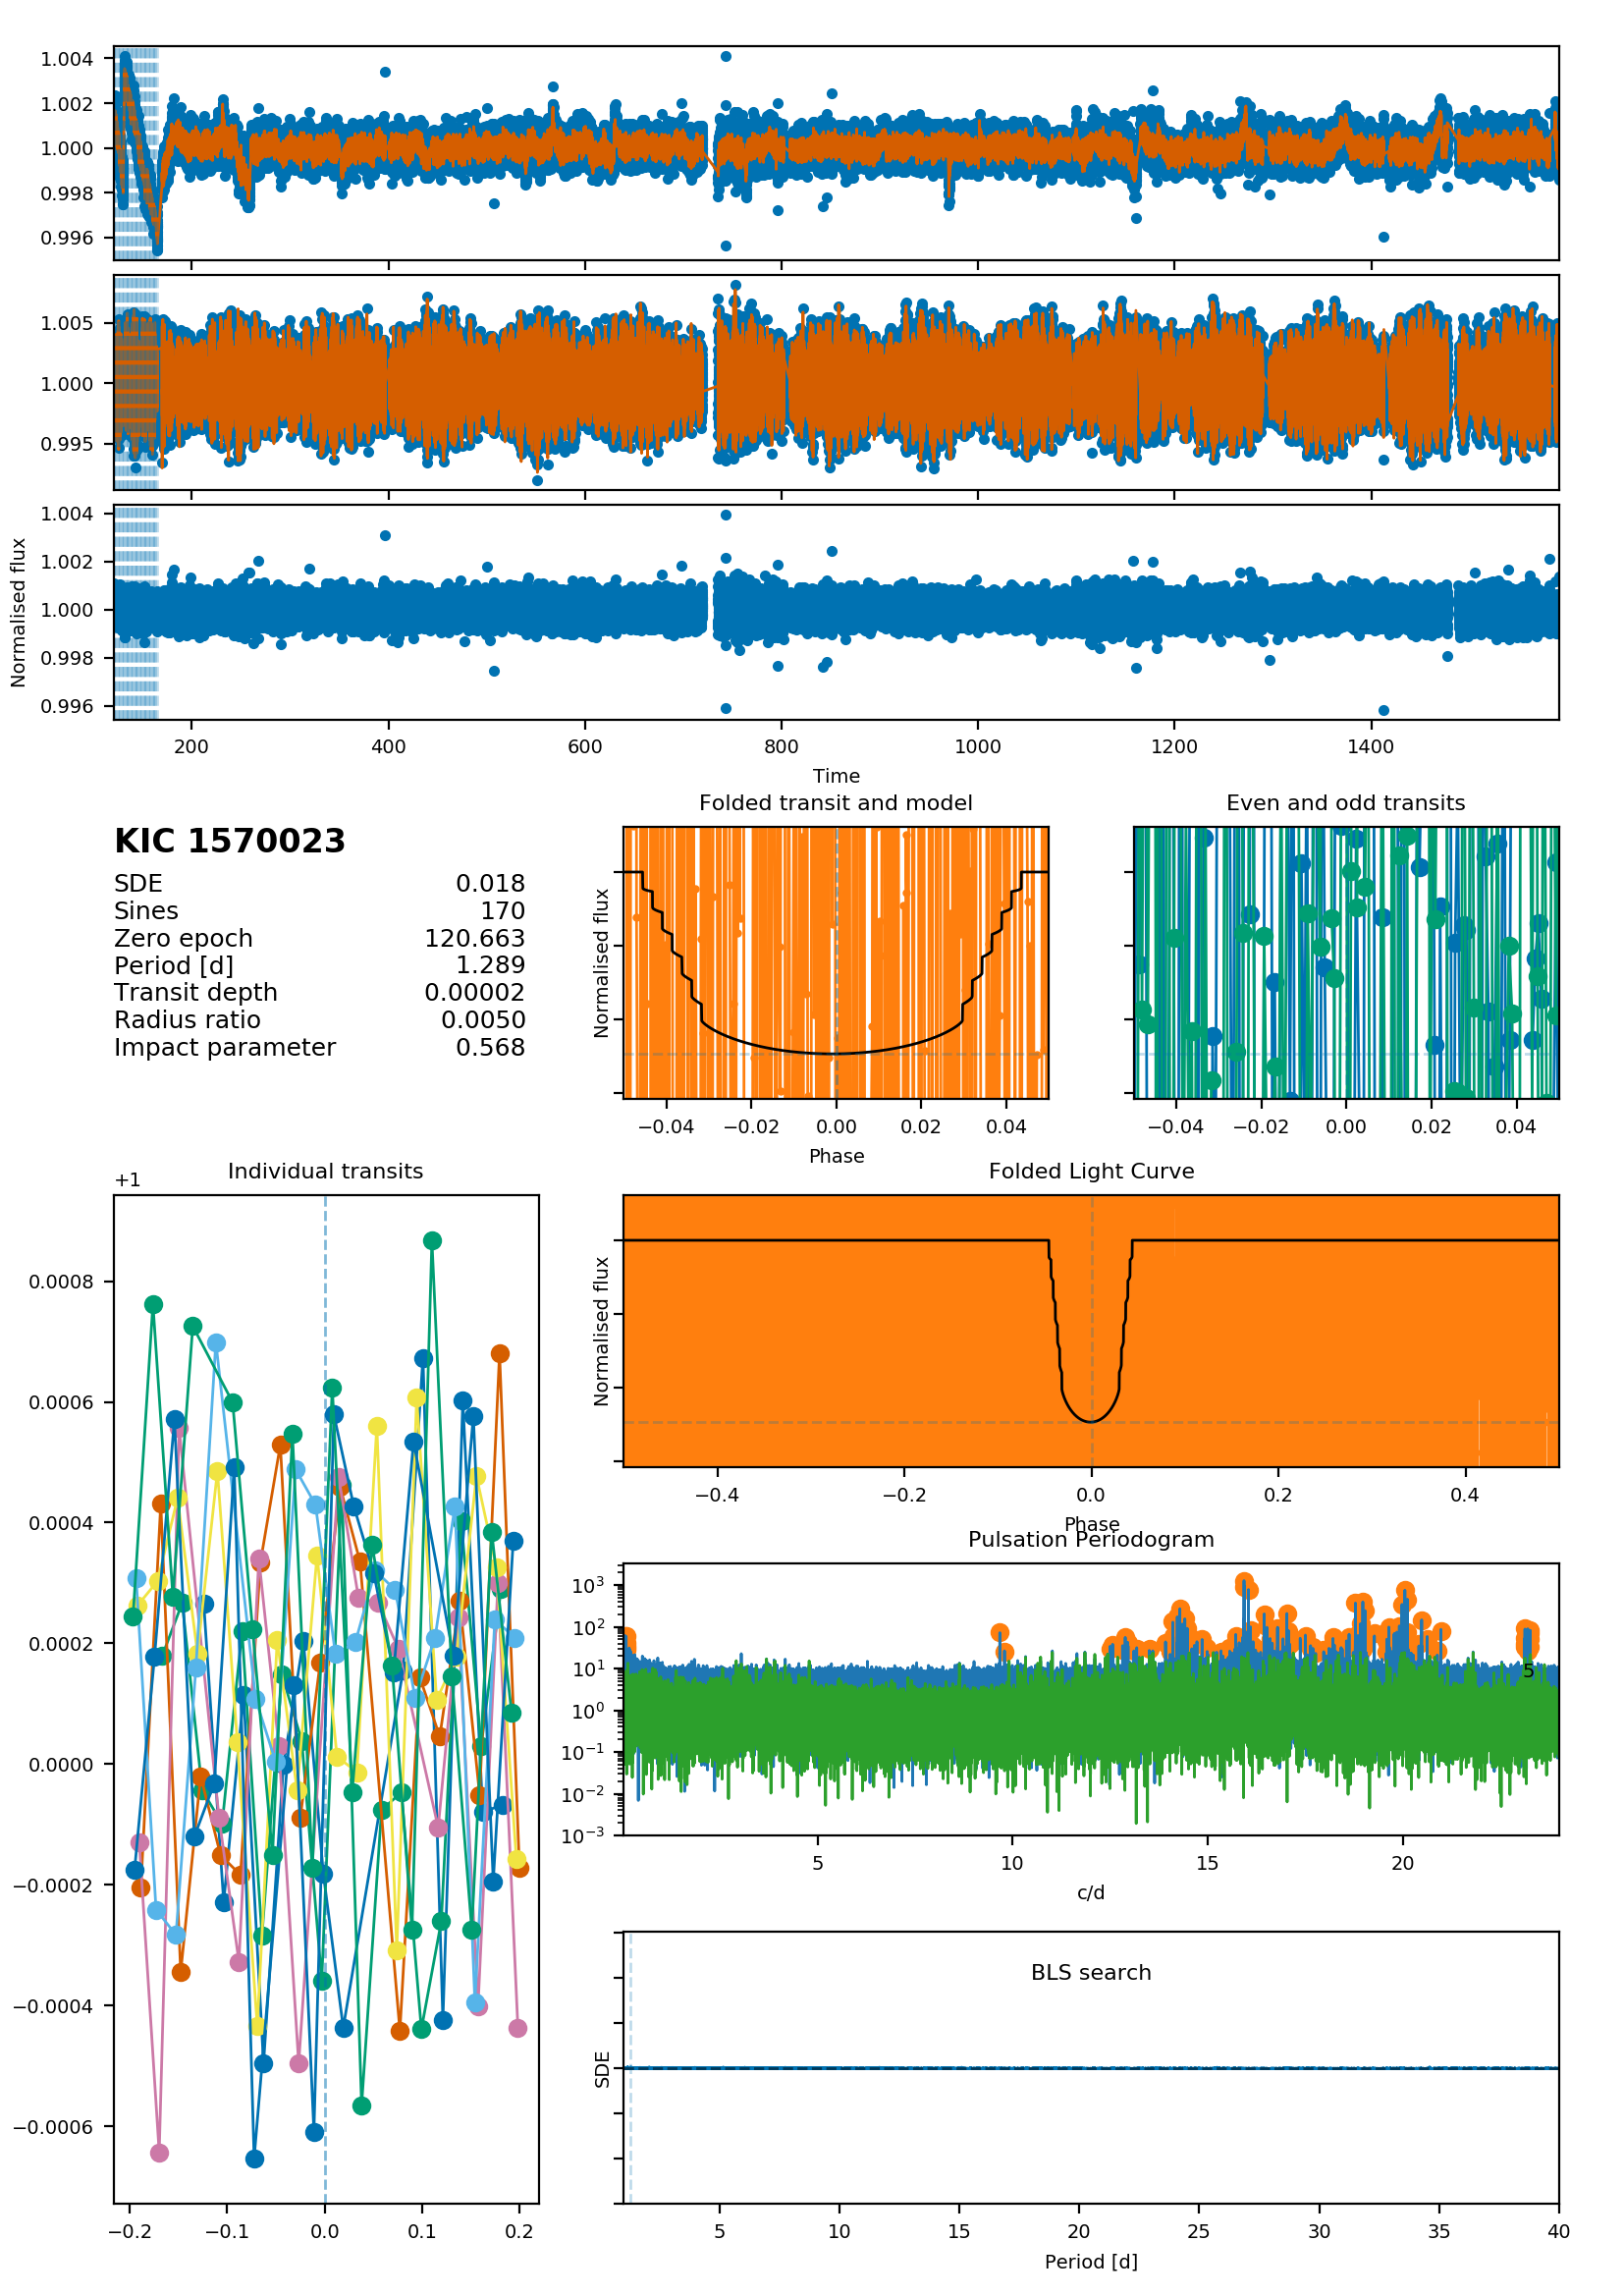 1.004
1.002
1.000
0.998
0.996
1.005
1.000
0.995
1.004
1.002
1.000
0.998
0.996
Normalised flux
200 400 600 800 1000 1200 1400
Time
KIC 1570023
SDE 0.018
Sines 170
Zero epoch 120.663
Period [d] 1.289
Transit depth 0.00002
Radius ratio 0.0050
Impact parameter 0.568
Folded transit and model
Normalised flux
−0.04 −0.02 0.00 0.02 0.04
Phase
Even and odd transits
−0.04 −0.02 0.00 0.02 0.04
Individual transits
+1
0.0008
0.0006
0.0004
0.0002
0.0000
−0.0002
−0.0004
−0.0006
−0.2 −0.1 0.0 0.1 0.2
Folded Light Curve
Normalised flux
−0.4 −0.2 0.0 0.2 0.4
Phase
Pulsation Periodogram
10³
10²
10¹
10⁰
10⁻¹
10⁻²
10⁻³
5
5 10 15 20
c/d
BLS search
SDE
5 10 15 20 25 30 35 40
Period [d]